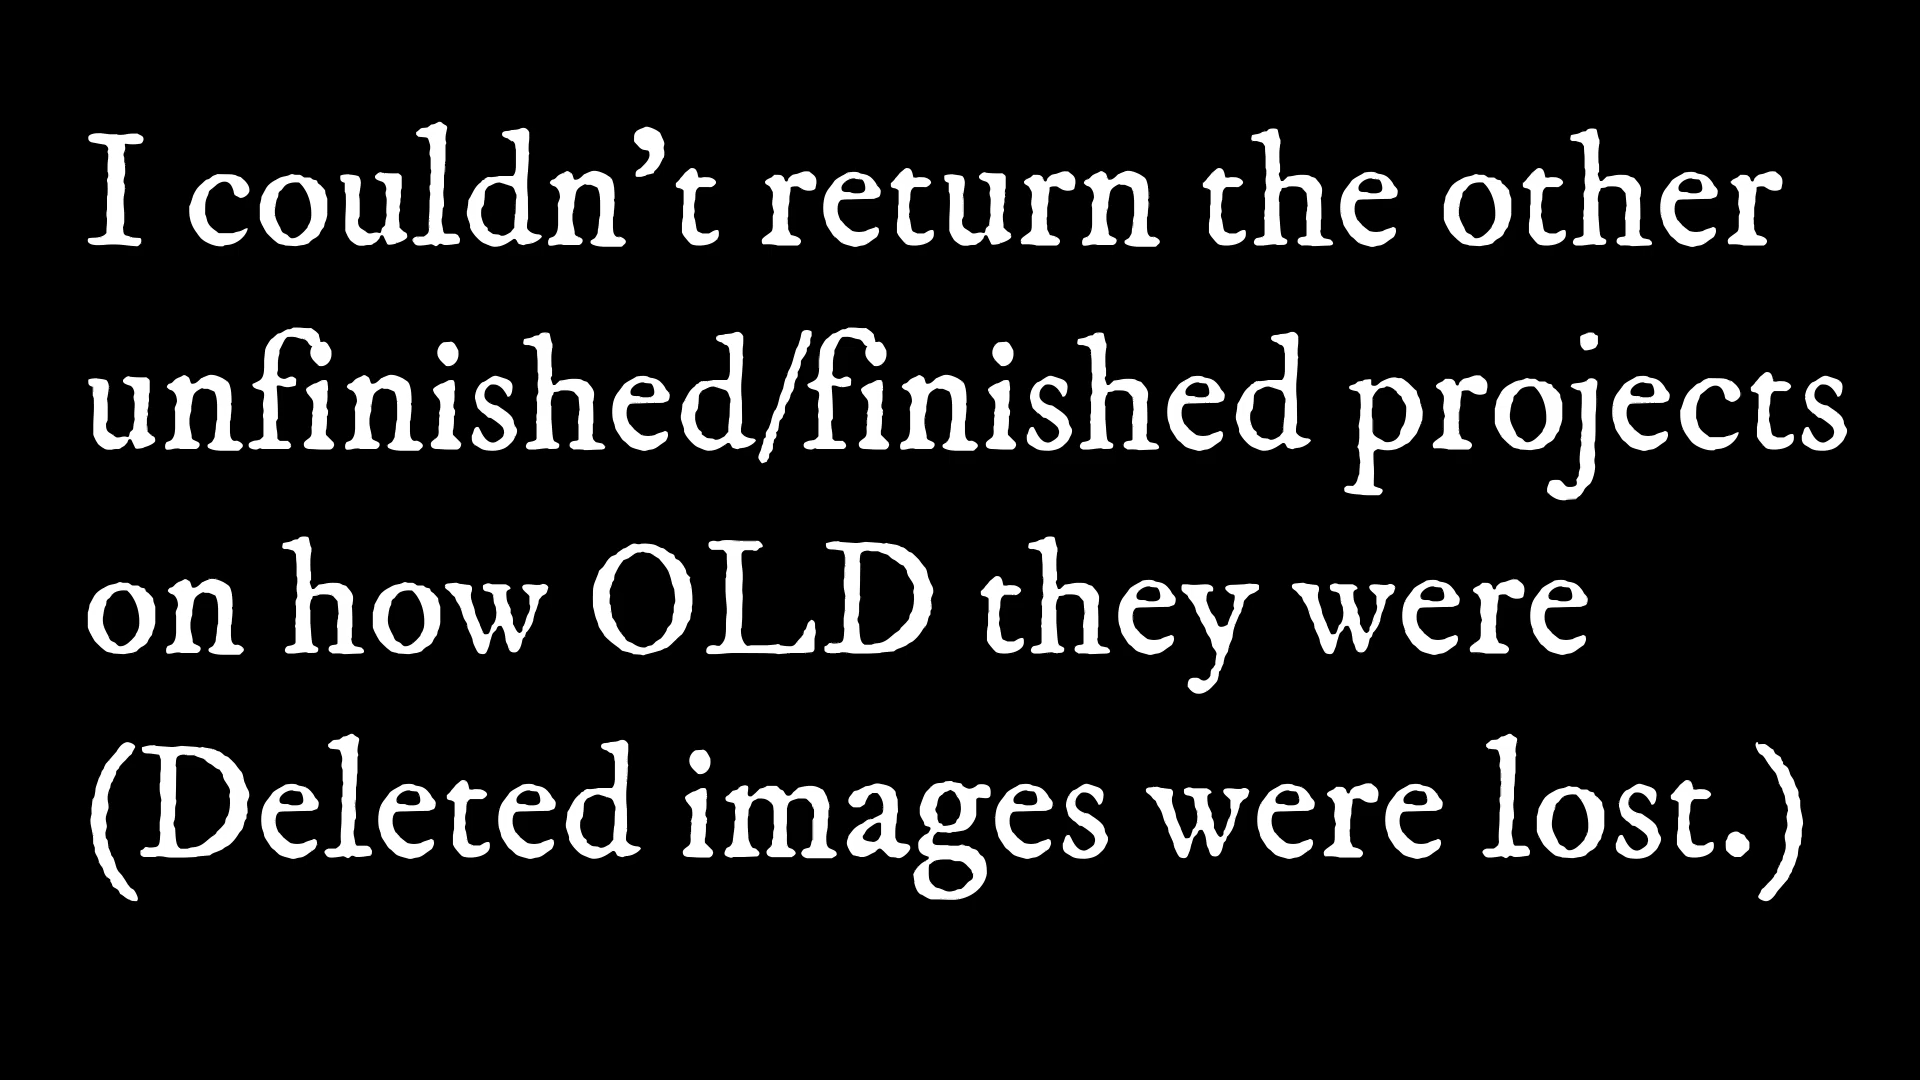 I couldn’t return the other
unfinished/finished projects
on how OLD they were
(Deleted images were lost.)